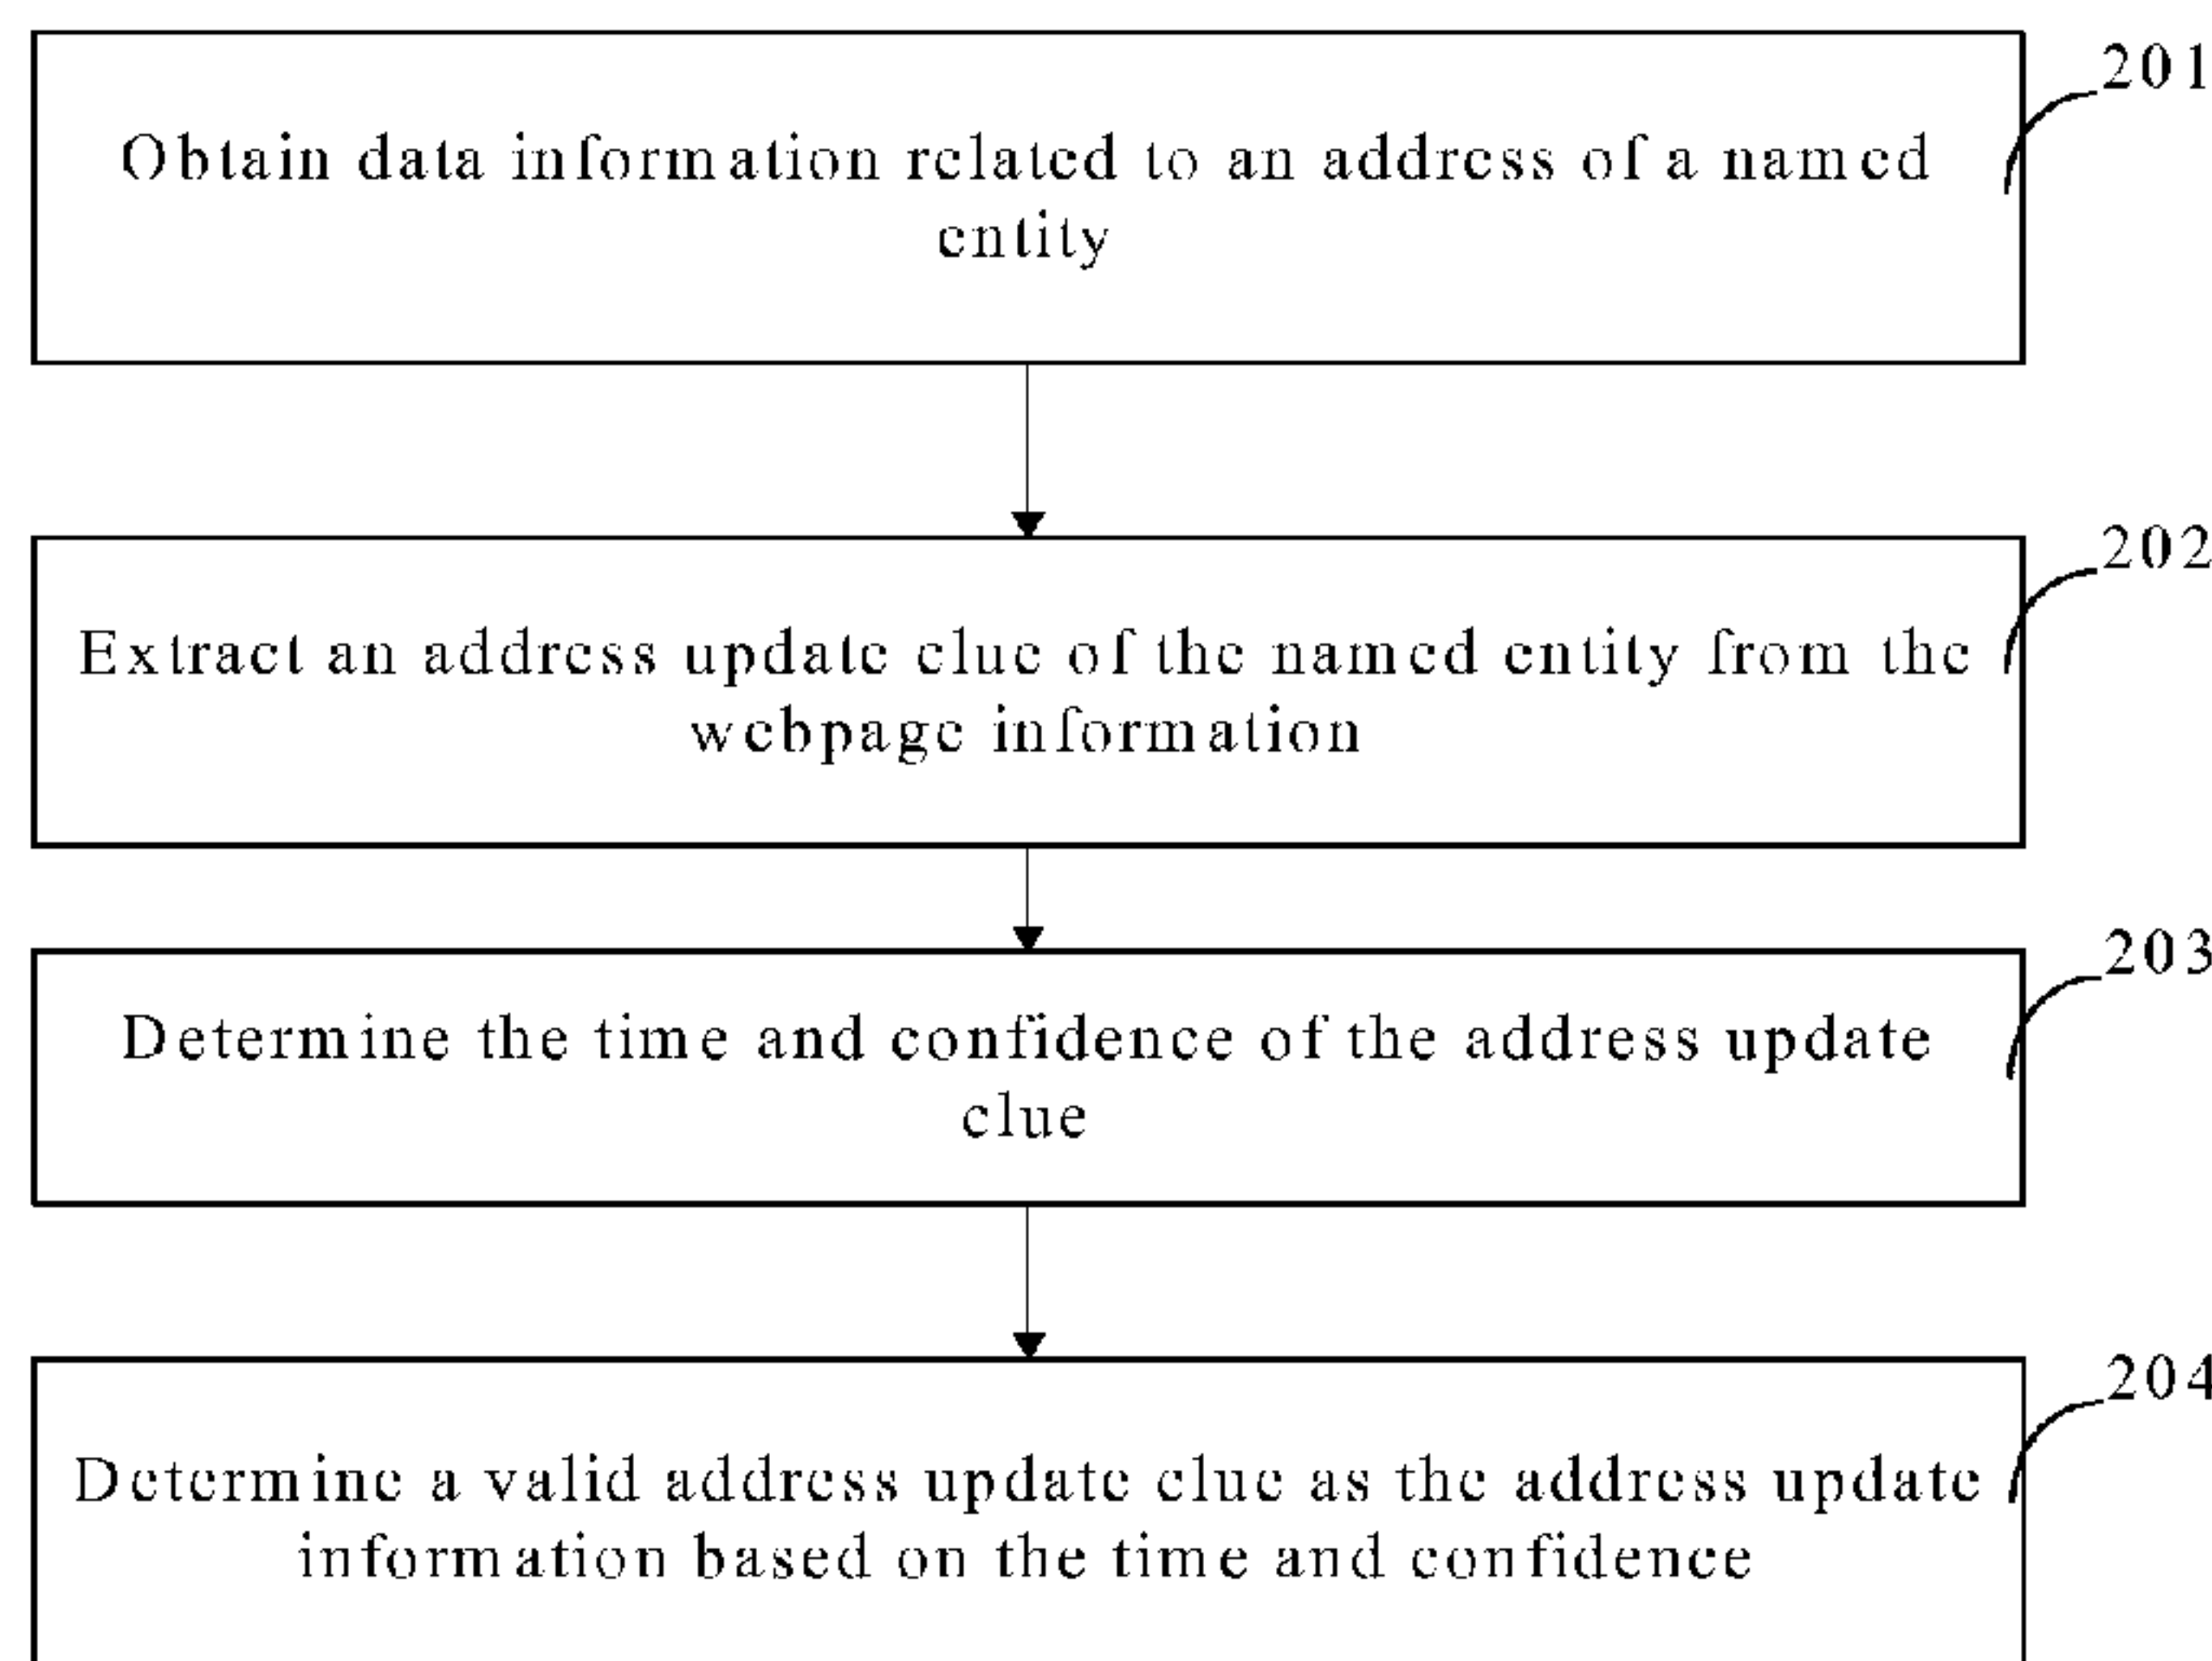 201
Obtain data information related to an address of a named
entity
202
Extract an address update clue of the named entity from the
webpage information
203
Determine the time and confidence of the address update
clue
204
Determine a valid address update clue as the address update
information based on the time and confidence